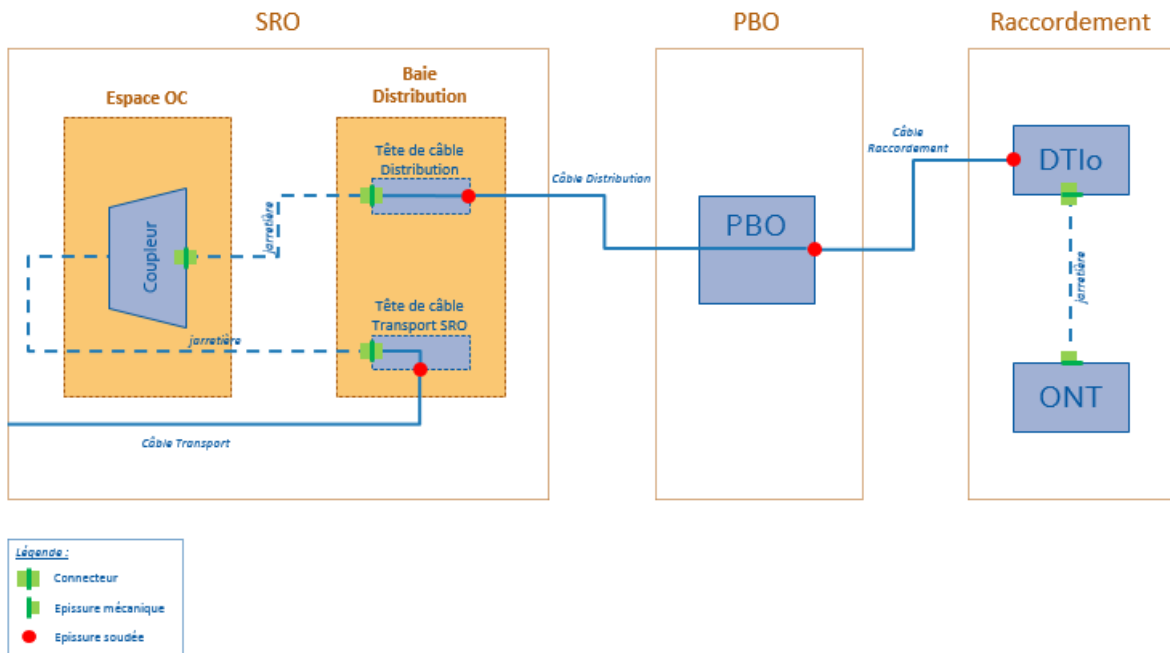 SRO
PBO
Raccordement
Espace OC
Baie
Distribution
Tête de câble
Distribution
Câble Distribution
Câble
Raccordement
DTIo
jarretière
Coupleur
PBO
jarretière
Tête de câble
Transport SRO
jarretière
ONT
Câble Transport
Légende :
Connecteur
Epissure mécanique
Epissure soudée